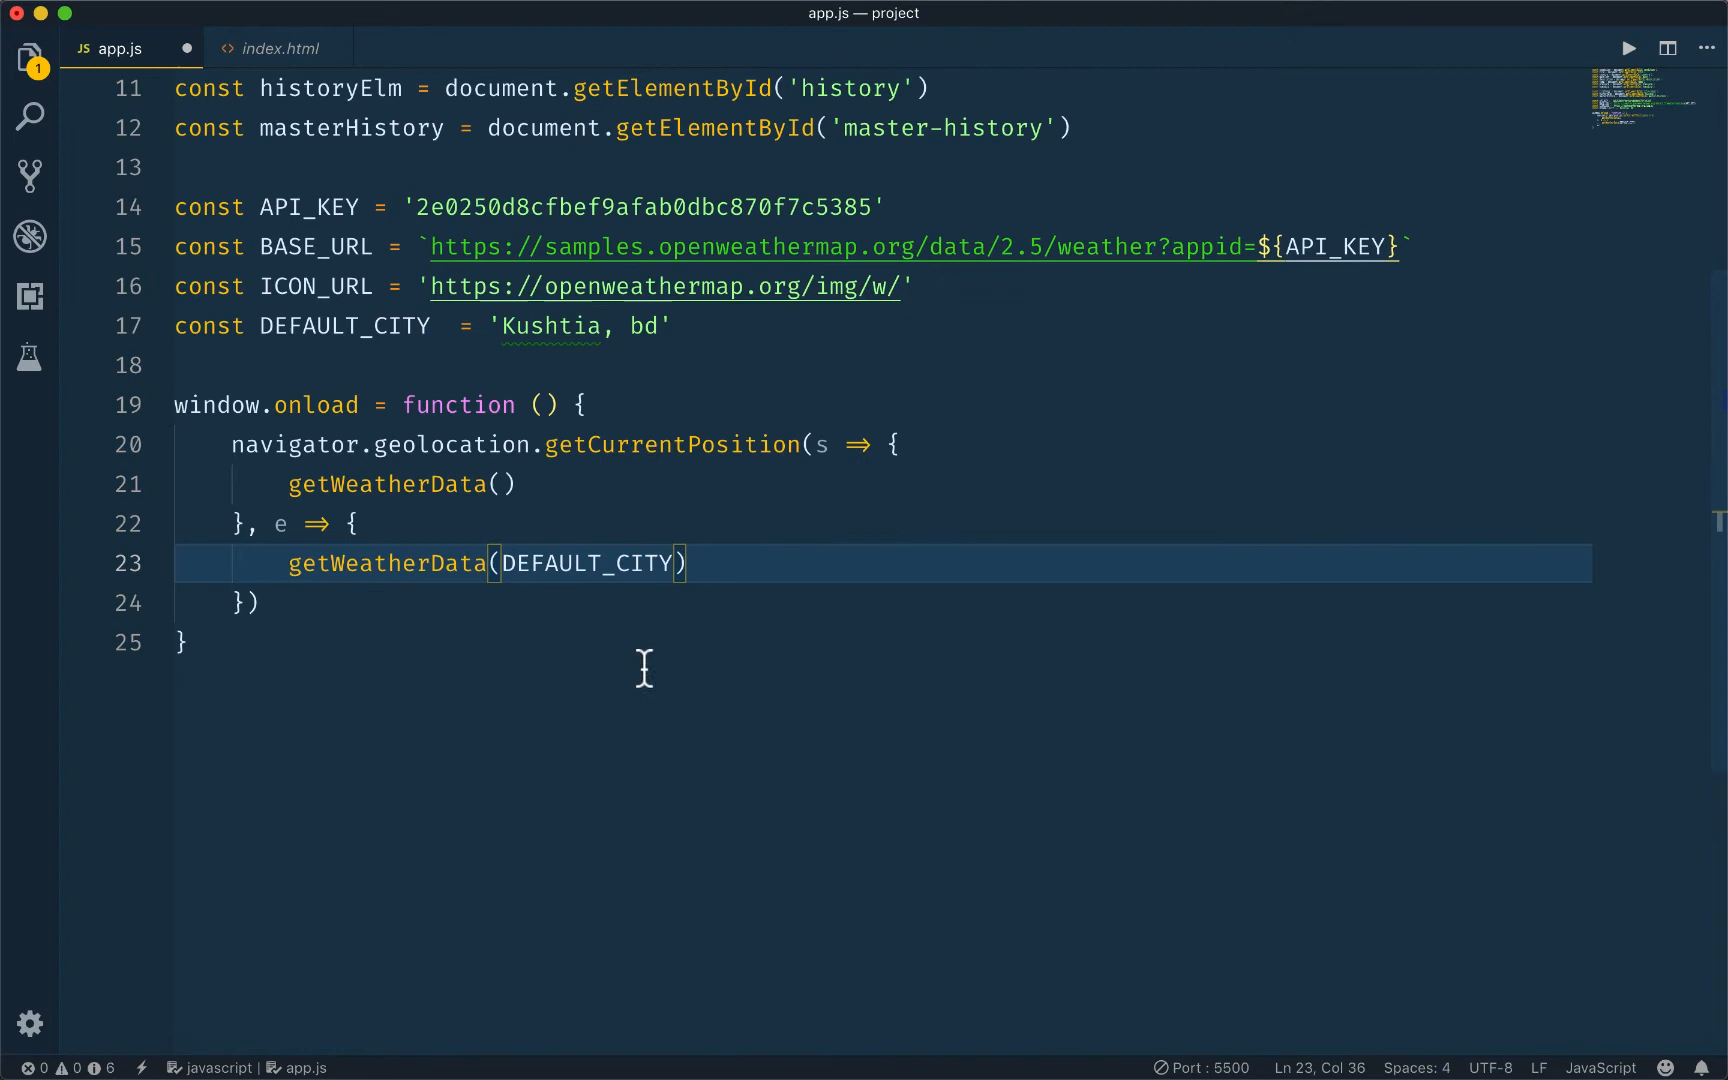 app.js — project
JS app.js
<> index.html
1
11 const historyElm = document.getElementById('history')
12 const masterHistory = document.getElementById('master-history')
13
14 const API_KEY = '2e0250d8cfbef9afab0dbc870f7c5385'
15 const BASE_URL = `https://samples.openweathermap.org/data/2.5/weather?appid=${API_KEY}`
16 const ICON_URL = 'https://openweathermap.org/img/w/'
17 const DEFAULT_CITY  = 'Kushtia, bd'
18
19 window.onload = function () {
20     navigator.geolocation.getCurrentPosition(s => {
21         getWeatherData()
22     }, e => {
23         getWeatherData(DEFAULT_CITY)
24     })
25 }
0 0 6 javascript | app.js Port : 5500 Ln 23, Col 36 Spaces: 4 UTF-8 LF JavaScript